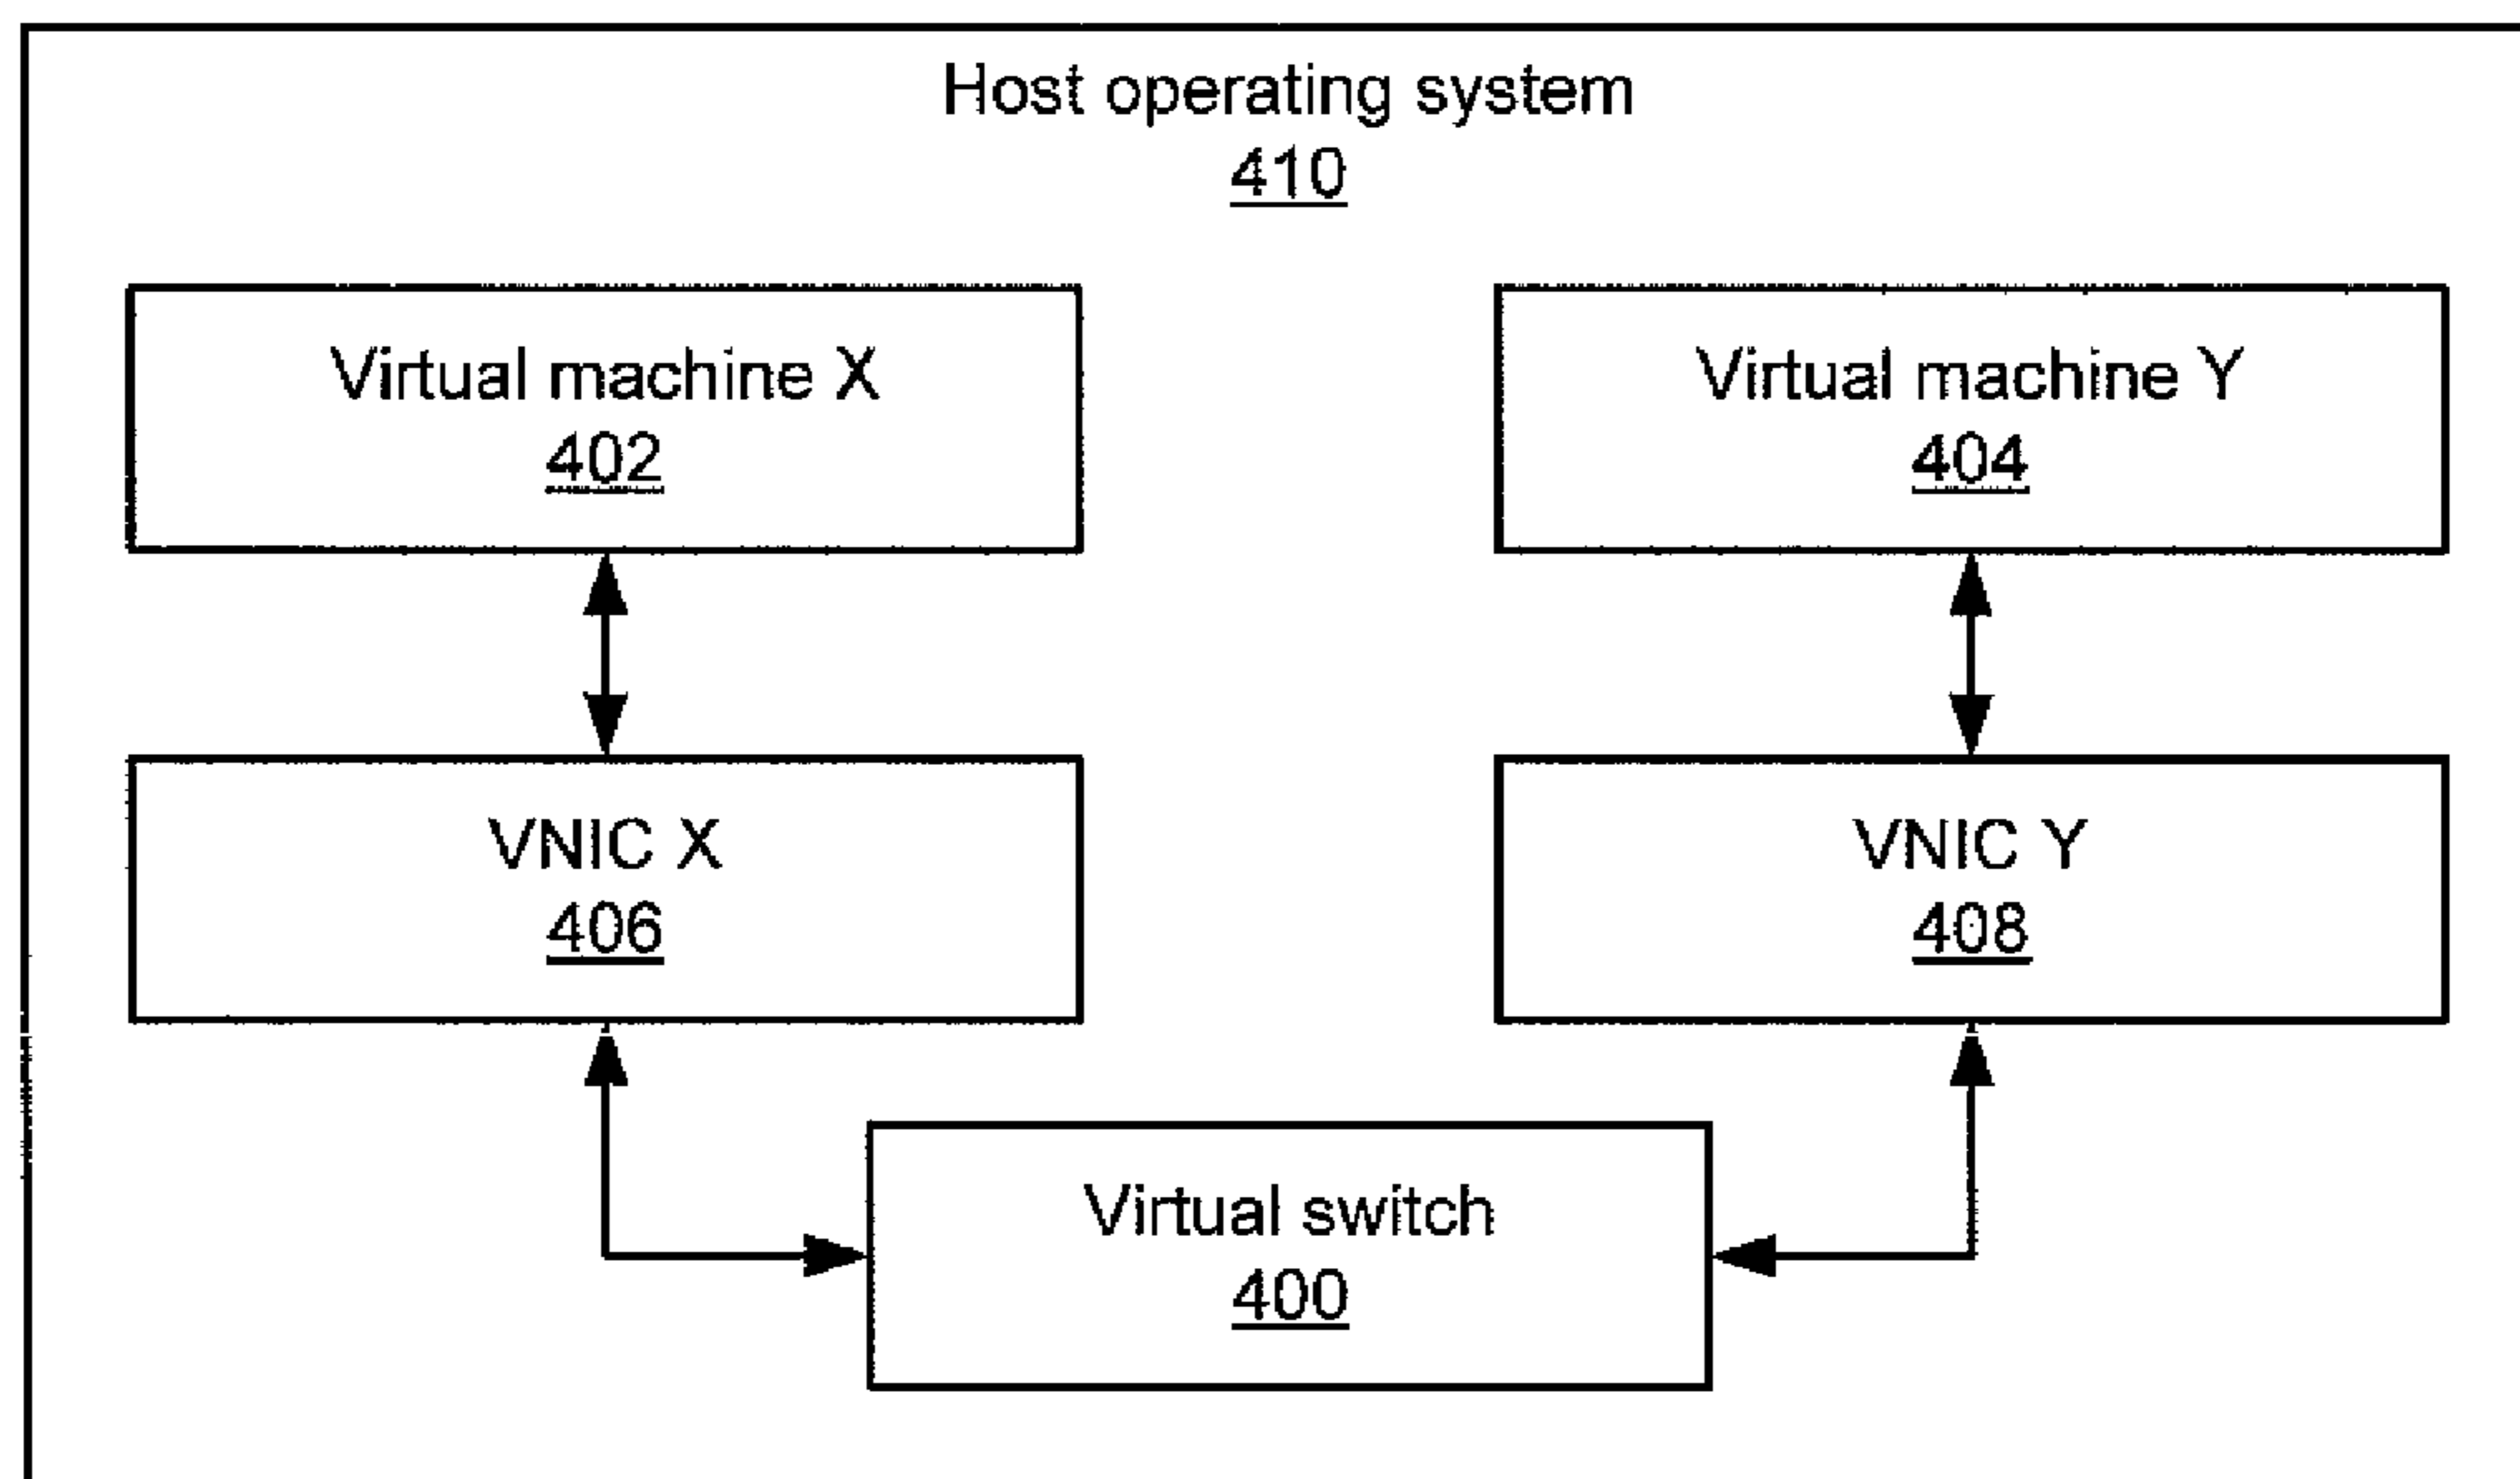 Host operating system
410
Virtual machine X
402
Virtual machine Y
404
VNIC X
406
VNIC Y
408
Virtual switch
400